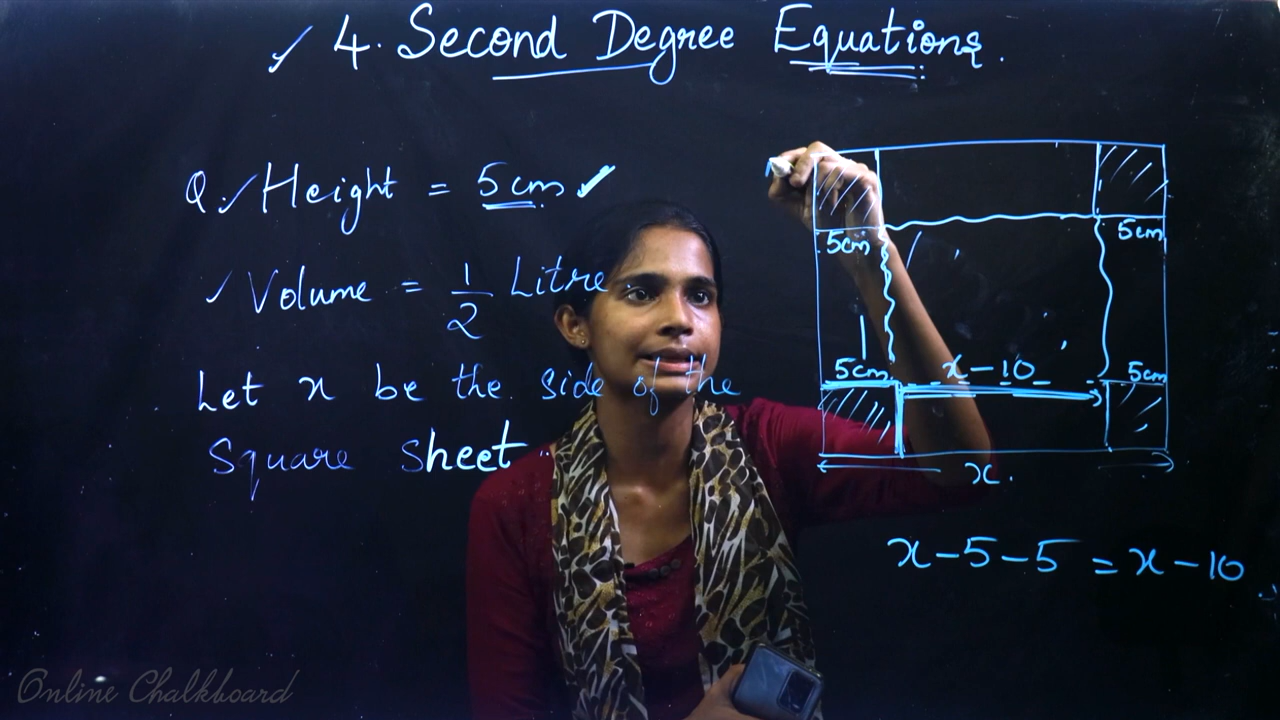 ✓ 4. Second Degree Equations.
Q. ✓ Height = 5cm ✓
✓ Volume = 1/2 Litre
Let x be the side of the
Square sheet.
5cm 5cm
5cm x-10 5cm
x.
x-5-5 = x-10
Online Chalkboard